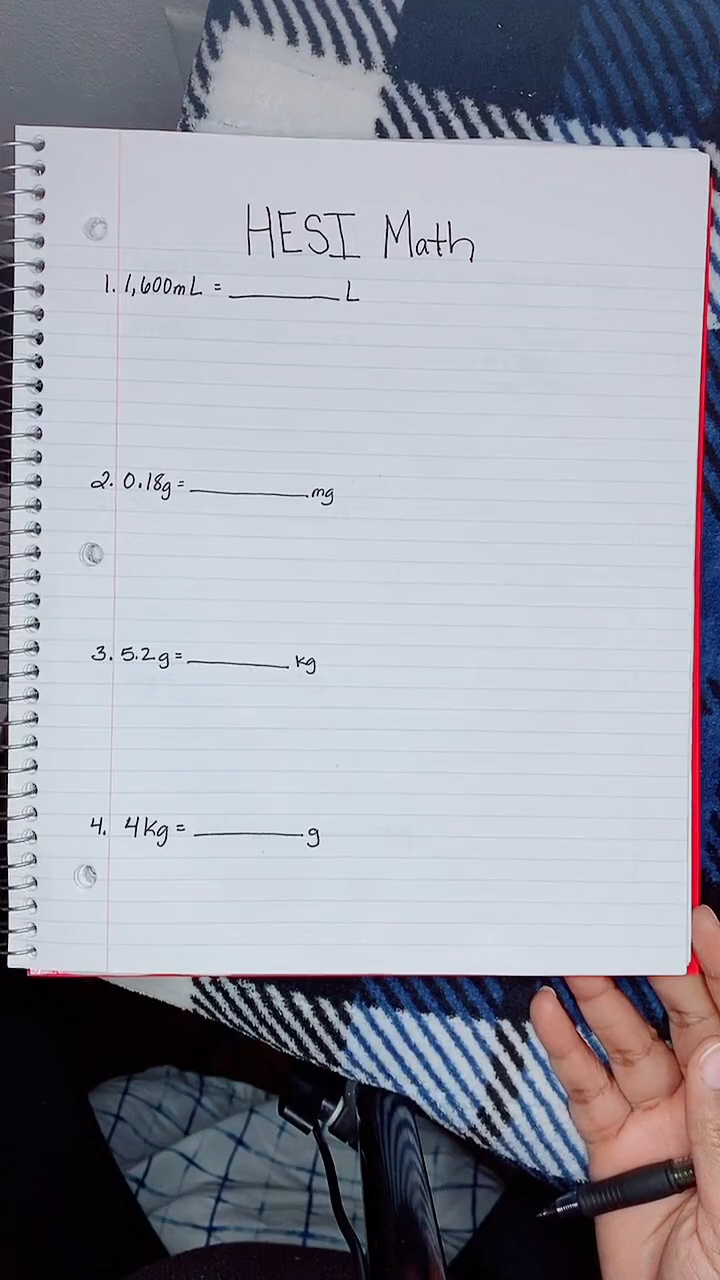 HESI Math
1. 1,600mL = ________ L
2. 0.18g = ________ mg
3. 5.2g = ________ kg
4. 4Kg = ________ g